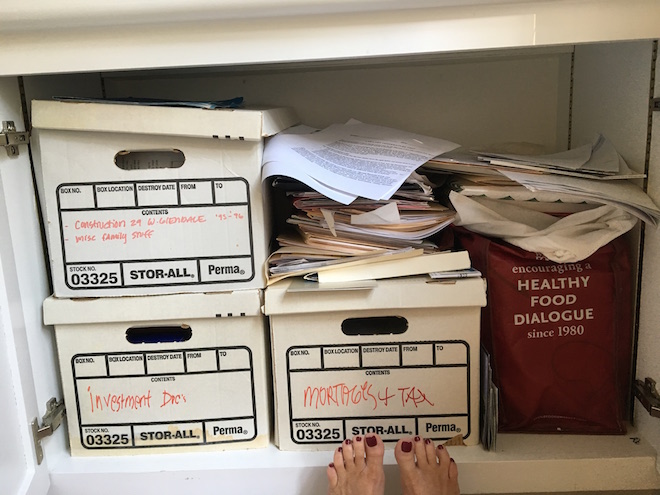 BOX NO. BOX LOCATION DESTROY DATE FROM TO
CONTENTS
- Construction 29 W GLENDALE '92-'96
- misc family stuff
STOCK NO.
03325 STOR-ALL® Perma®
BOX NO. BOX LOCATION DESTROY DATE FROM TO
CONTENTS
Investment Docs
STOCK NO.
03325 STOR-ALL® Perma®
BOX NO. BOX LOCATION DESTROY DATE FROM TO
CONTENTS
MORTGAGES + TAX
STOCK NO.
03325 STOR-ALL® Perma®
encouraging a
HEALTHY
FOOD
DIALOGUE
since 1980